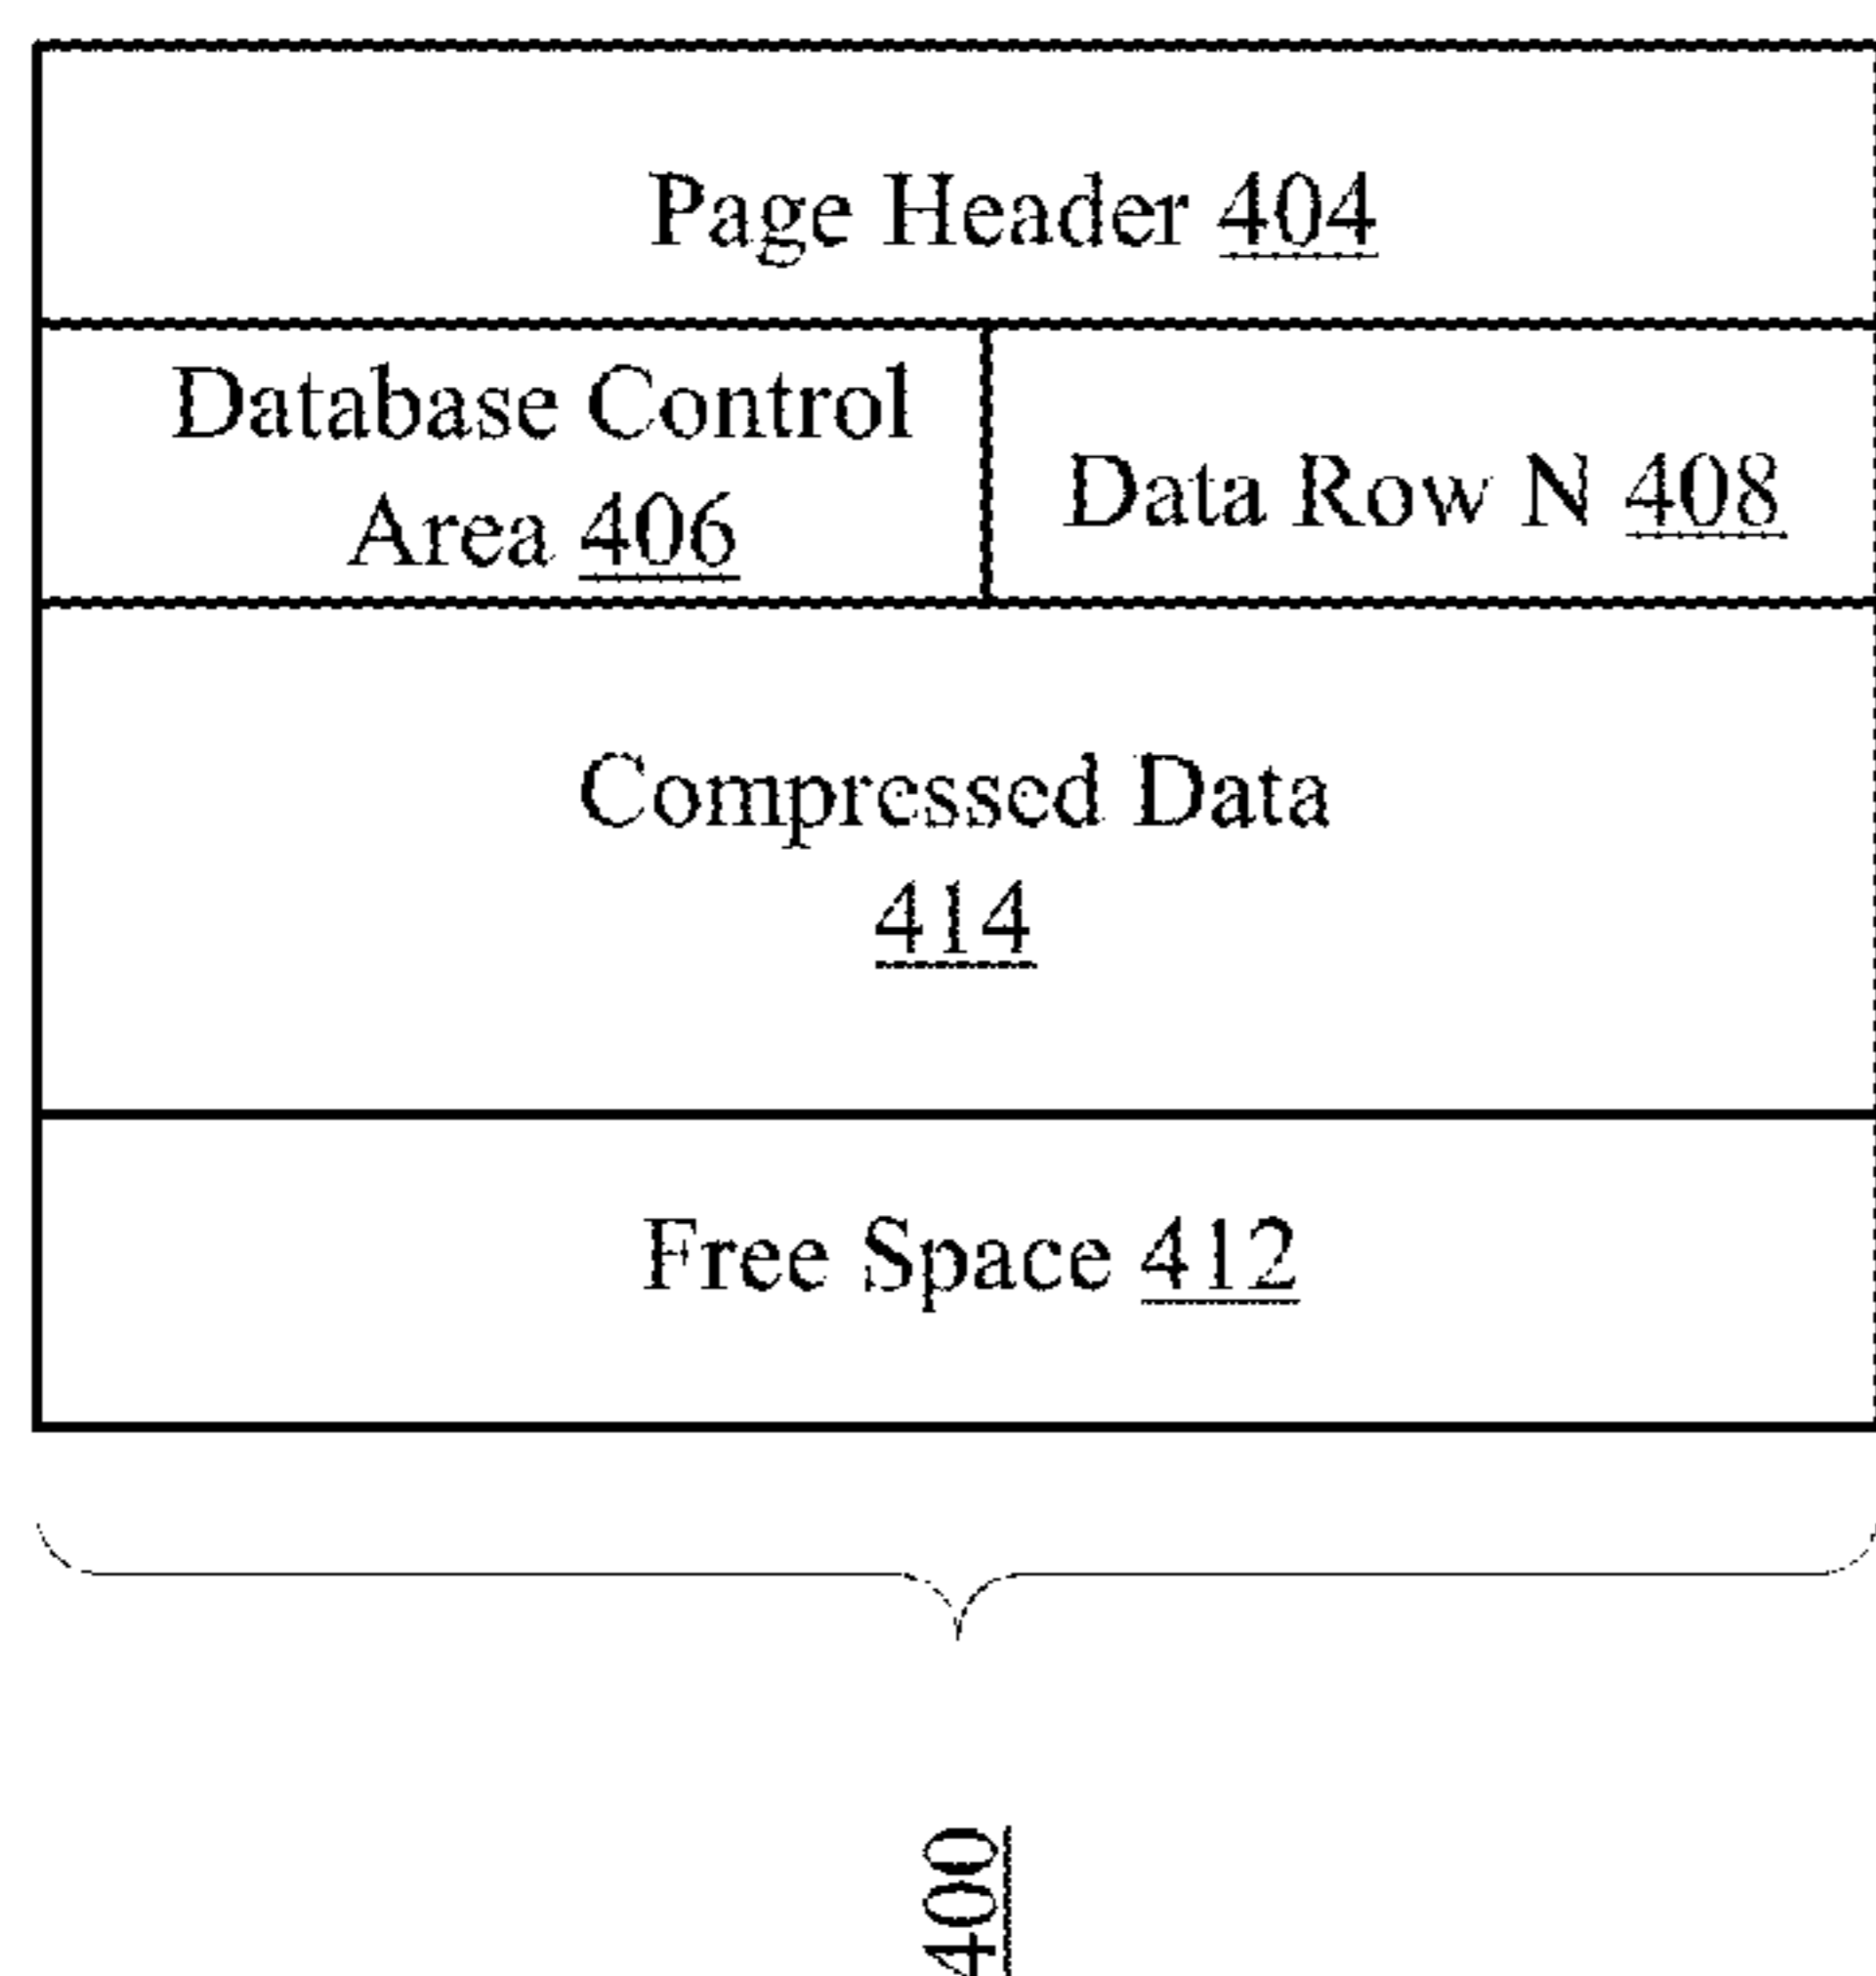 Page Header 404
Database Control
Area 406
Data Row N 408
Compressed Data
414
Free Space 412
400